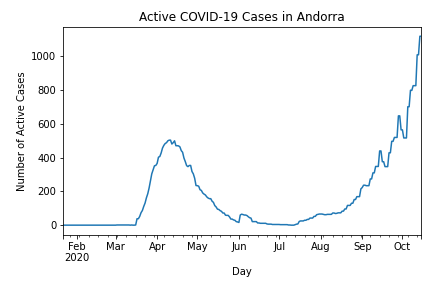 Active COVID-19 Cases in Andorra
Number of Active Cases
1000
800
600
400
200
0
Feb Mar Apr May Jun Jul Aug Sep Oct
2020
Day